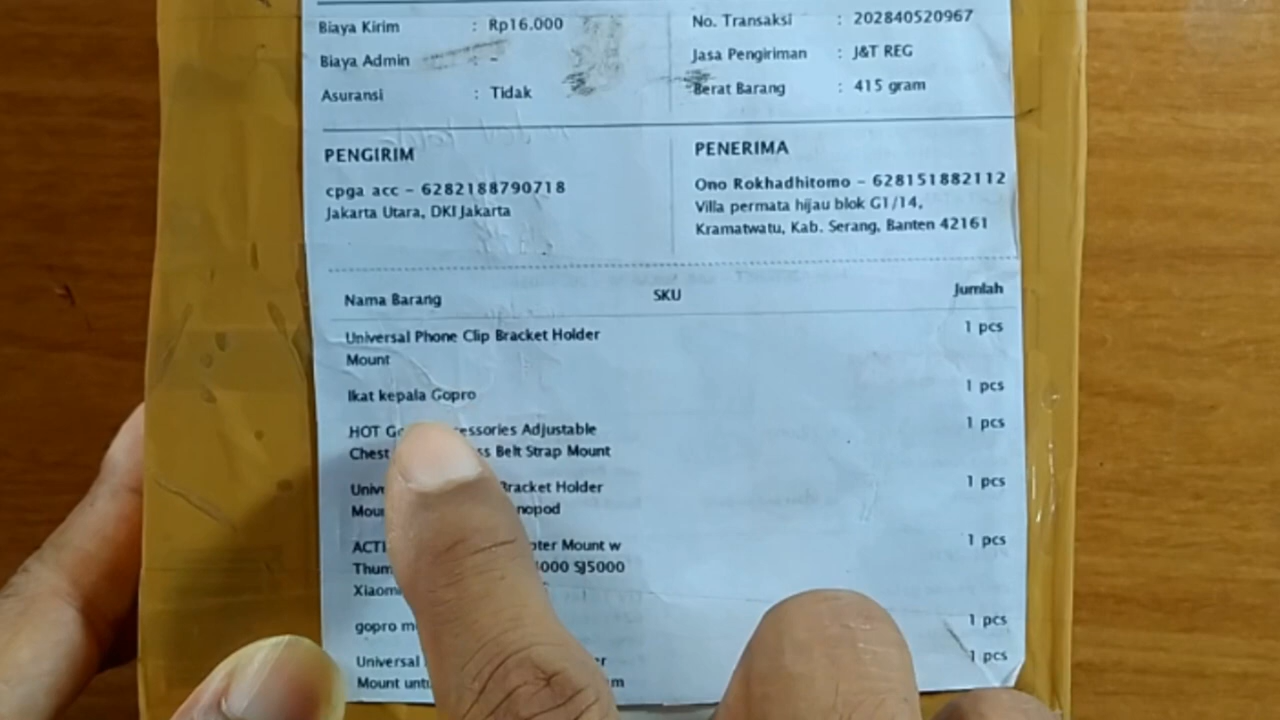 Biaya Kirim : Rp16.000
Biaya Admin : -
Asuransi : Tidak
No. Transaksi : 202840520967
Jasa Pengiriman : J&T REG
Berat Barang : 415 gram
PENGIRIM
cpga acc - 6282188790718
Jakarta Utara, DKI Jakarta
PENERIMA
Ono Rokhadhitomo - 628151882112
Villa permata hijau blok G1/14,
Kramatwatu, Kab. Serang, Banten 42161
Nama Barang SKU Jumlah
Universal Phone Clip Bracket Holder 1 pcs
Mount
Ikat kepala Gopro 1 pcs
HOT Adjustable 1 pcs
Chest Belt Strap Mount
Bracket Holder 1 pcs
Mount w 1 pcs
SJ5000
Xiaomi
gopro 1 pcs
Universal 1 pcs
Mount